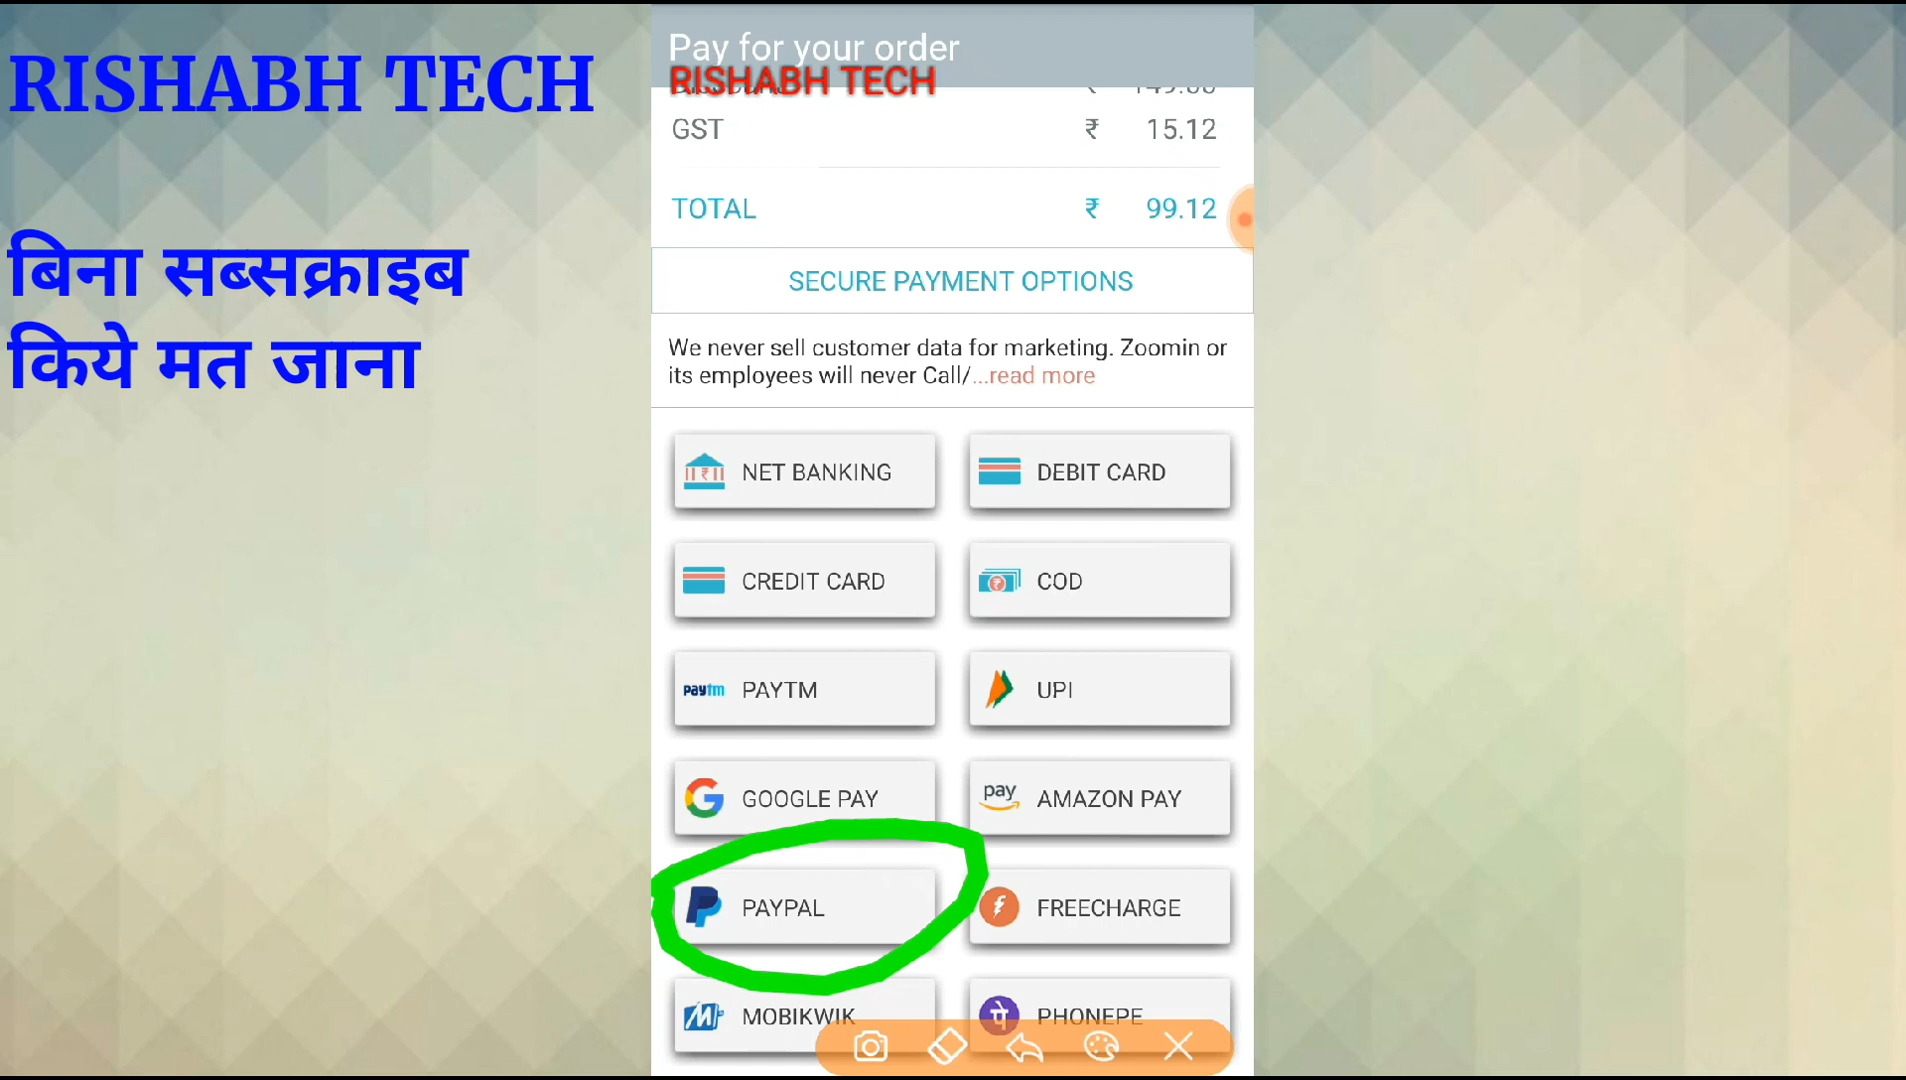 RISHABH TECH
बिना सब्सक्राइब
किये मत जाना
Pay for your order
RISHABH TECH
GST ₹ 15.12
TOTAL ₹ 99.12
SECURE PAYMENT OPTIONS
We never sell customer data for marketing. Zoomin or
its employees will never Call/...read more
NET BANKING
DEBIT CARD
CREDIT CARD
COD
paytm PAYTM
UPI
GOOGLE PAY
pay AMAZON PAY
PAYPAL
FREECHARGE
MOBIKWIK
पे PHONEPE